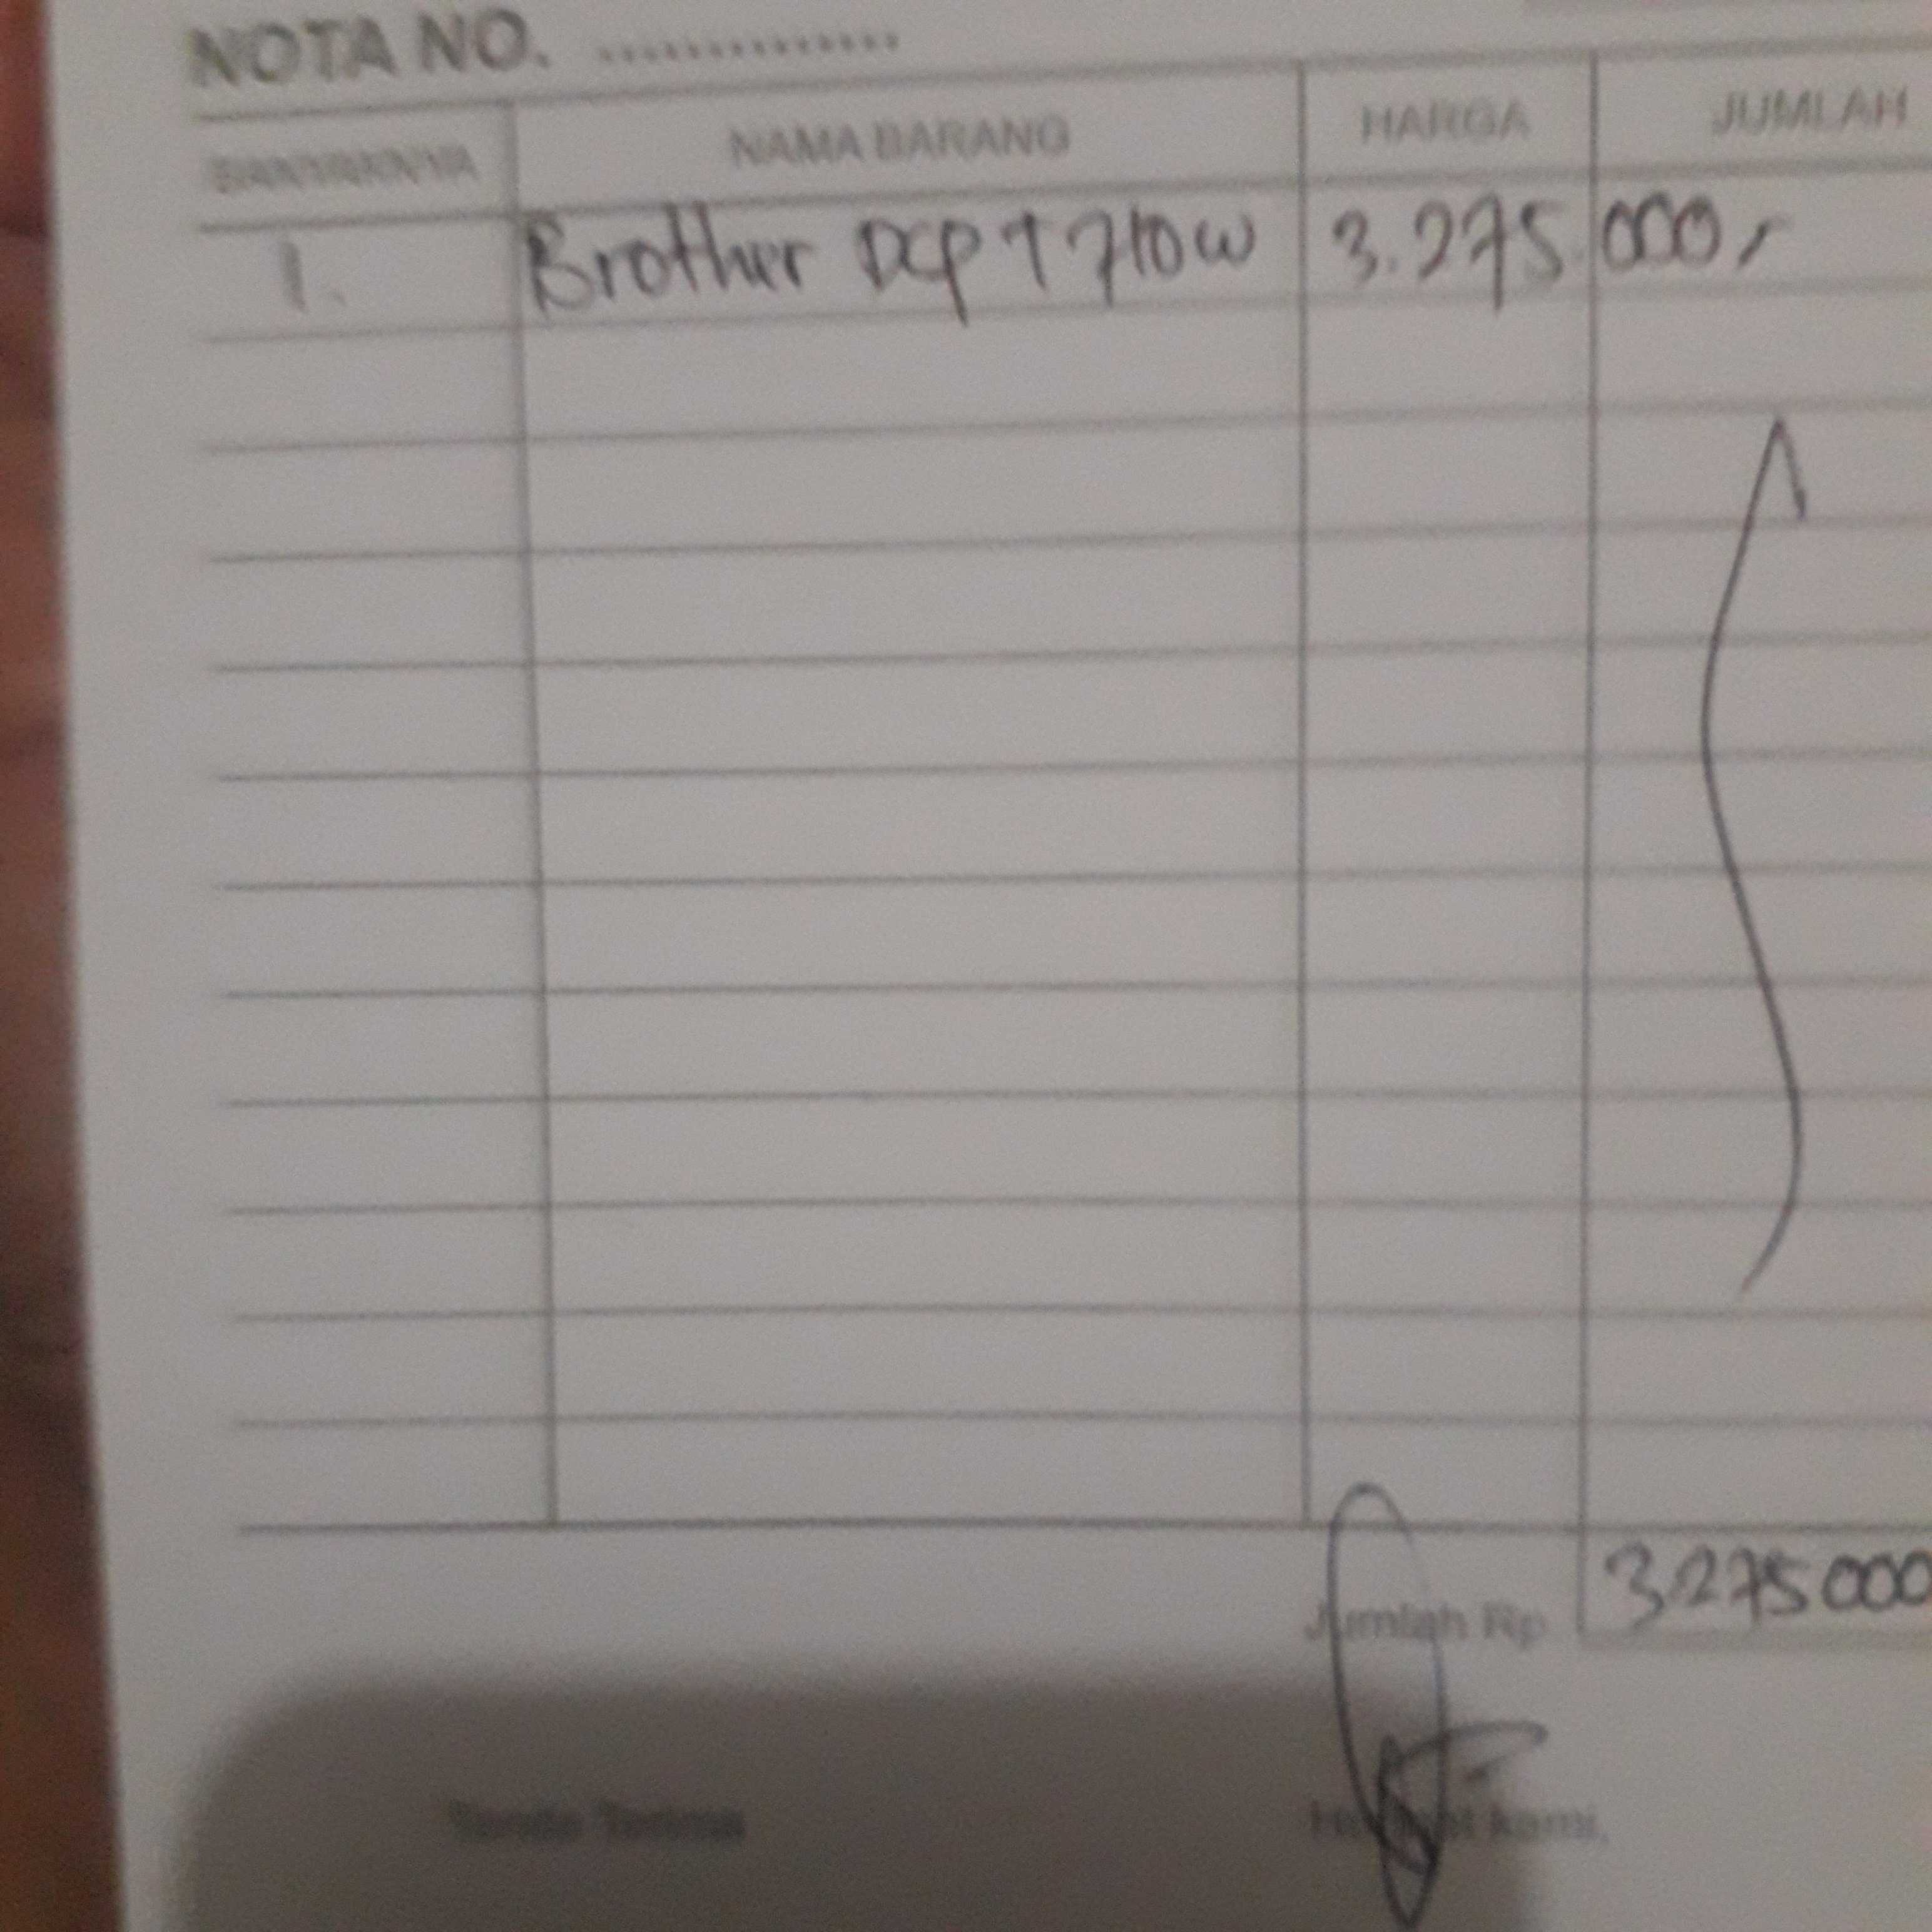 NOTA NO. ...............
BANYAKNYA NAMA BARANG HARGA JUMLAH
1. Brother DCP T 710W 3.275.000,-
Jumlah Rp 3.275 000
Tanda Terima Hormat kami,